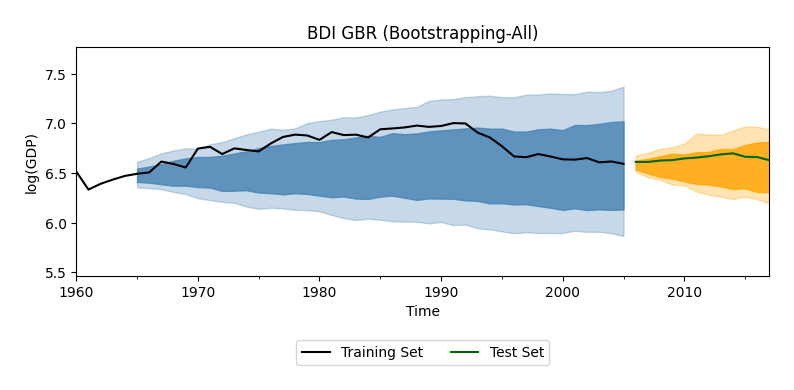 BDI GBR (Bootstrapping-All)
log(GDP)
7.5
7.0
6.5
6.0
5.5
1960 1970 1980 1990 2000 2010
Time
Training Set Test Set